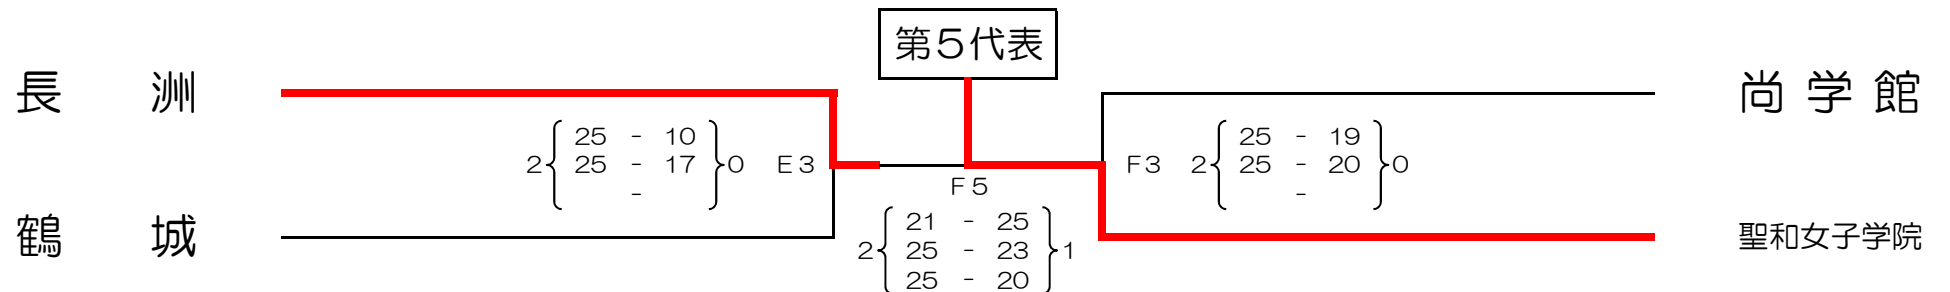 第5代表
長洲
鶴城
2 { 25 - 10 } 0
25 - 17
-
E3
F5
2 { 21 - 25 } 1
25 - 23
25 - 20
F3
2 { 25 - 19 } 0
25 - 20
-
尚学館
聖和女子学院